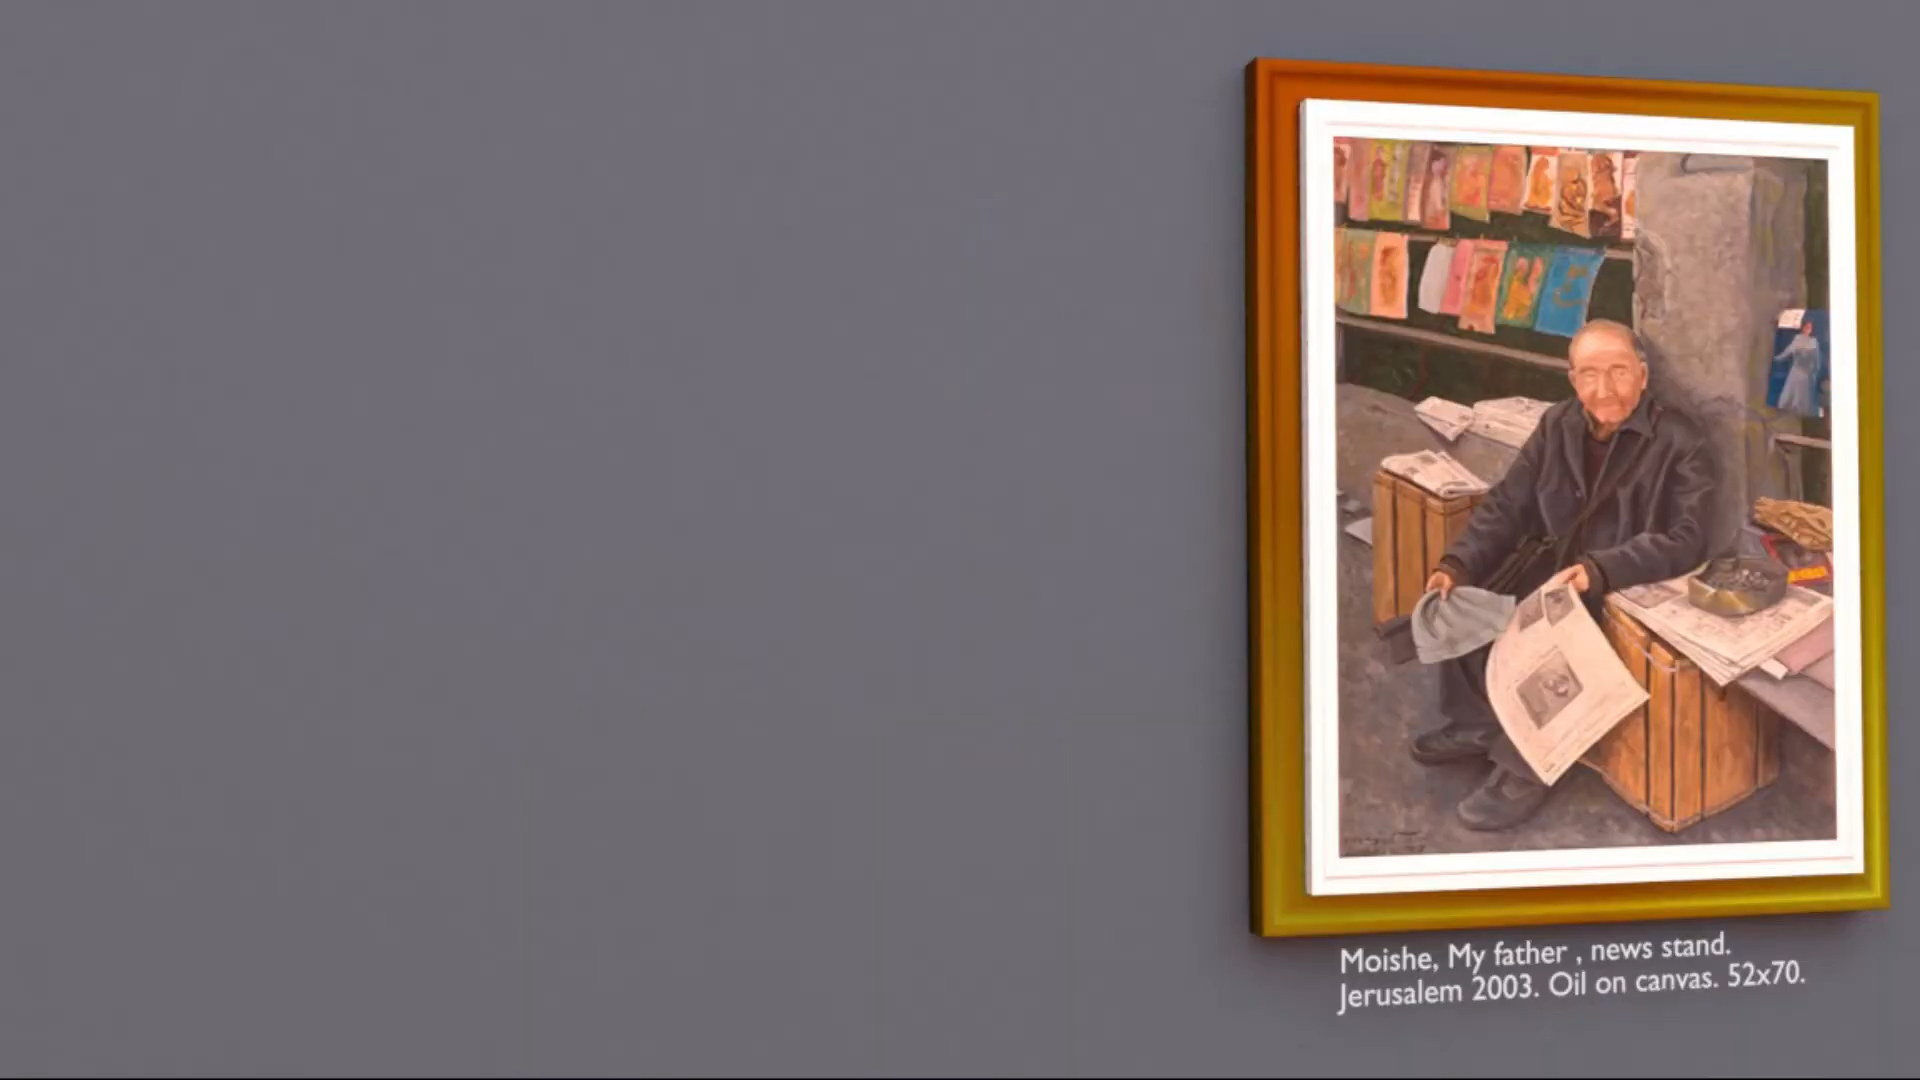 Moishe, My father , news stand.
Jerusalem 2003. Oil on canvas. 52x70.